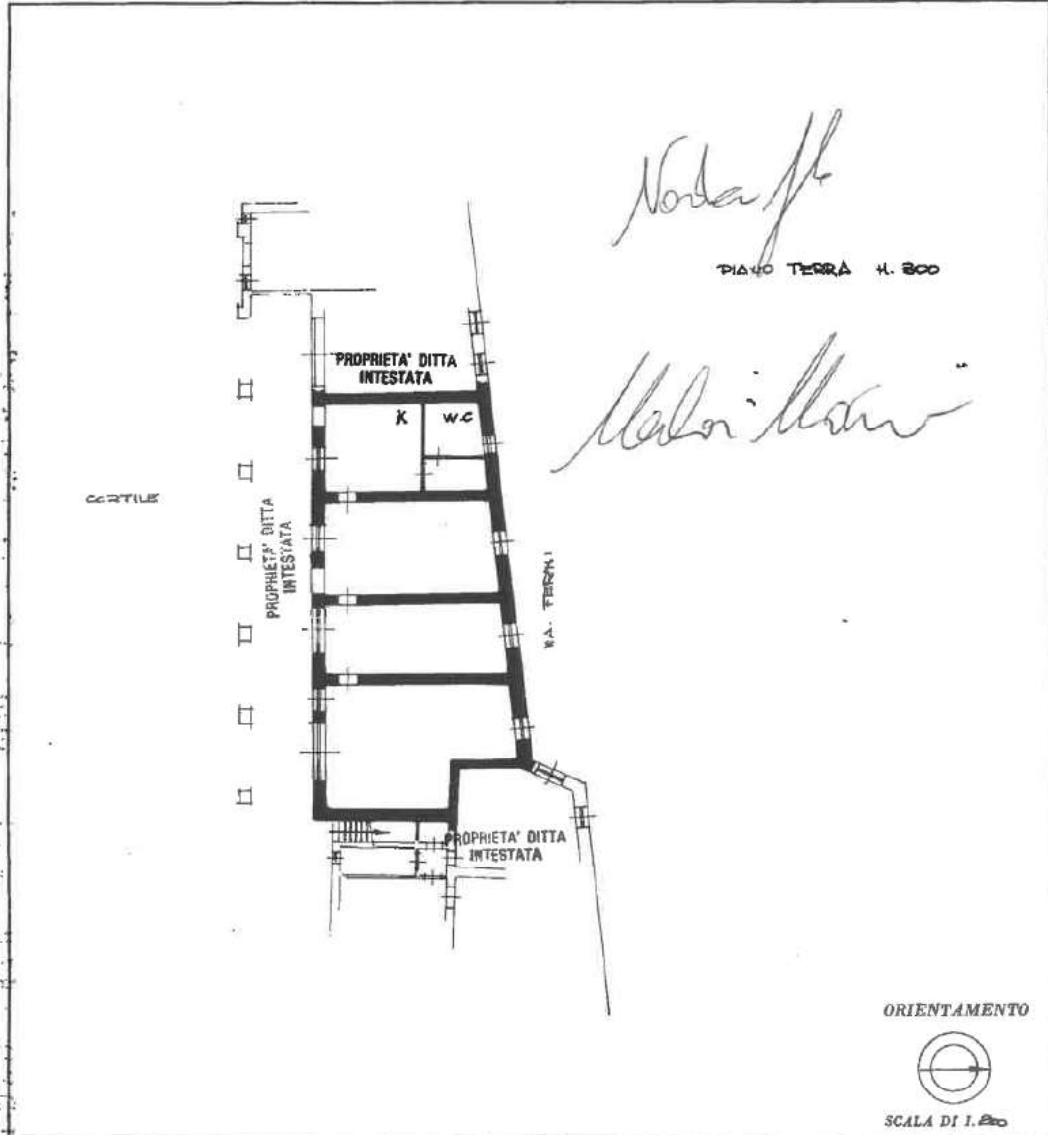 PIANO TERRA H. 300
PROPRIETA' DITTA
INTESTATA
K
W.C
CORTILE
PROPRIETA' DITTA
INTESTATA
VIA. FERMI
PROPRIETA' DITTA
INTESTATA
ORIENTAMENTO
SCALA DI 1.200